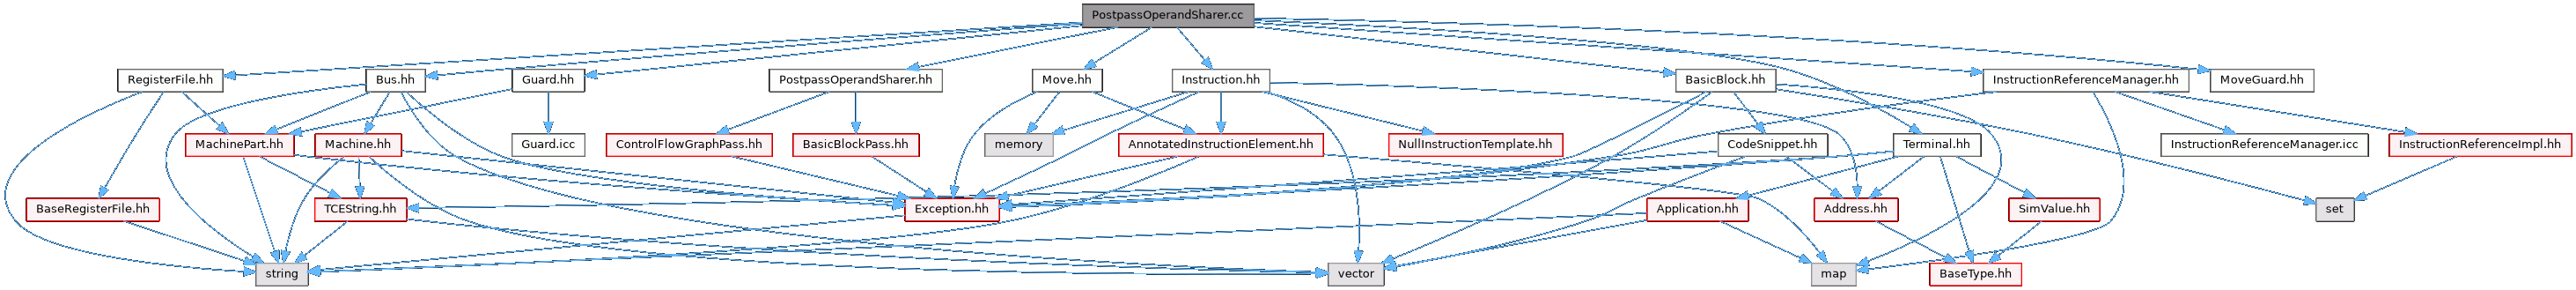 PostpassOperandSharer.cc
RegisterFile.hh
Bus.hh
Guard.hh
PostpassOperandSharer.hh
Move.hh
Instruction.hh
BasicBlock.hh
InstructionReferenceManager.hh
MoveGuard.hh
MachinePart.hh
Machine.hh
Guard.icc
ControlFlowGraphPass.hh
BasicBlockPass.hh
memory
AnnotatedInstructionElement.hh
NullInstructionTemplate.hh
CodeSnippet.hh
Terminal.hh
InstructionReferenceManager.icc
InstructionReferenceImpl.hh
BaseRegisterFile.hh
TCEString.hh
Exception.hh
Application.hh
Address.hh
SimValue.hh
set
string
vector
map
BaseType.hh